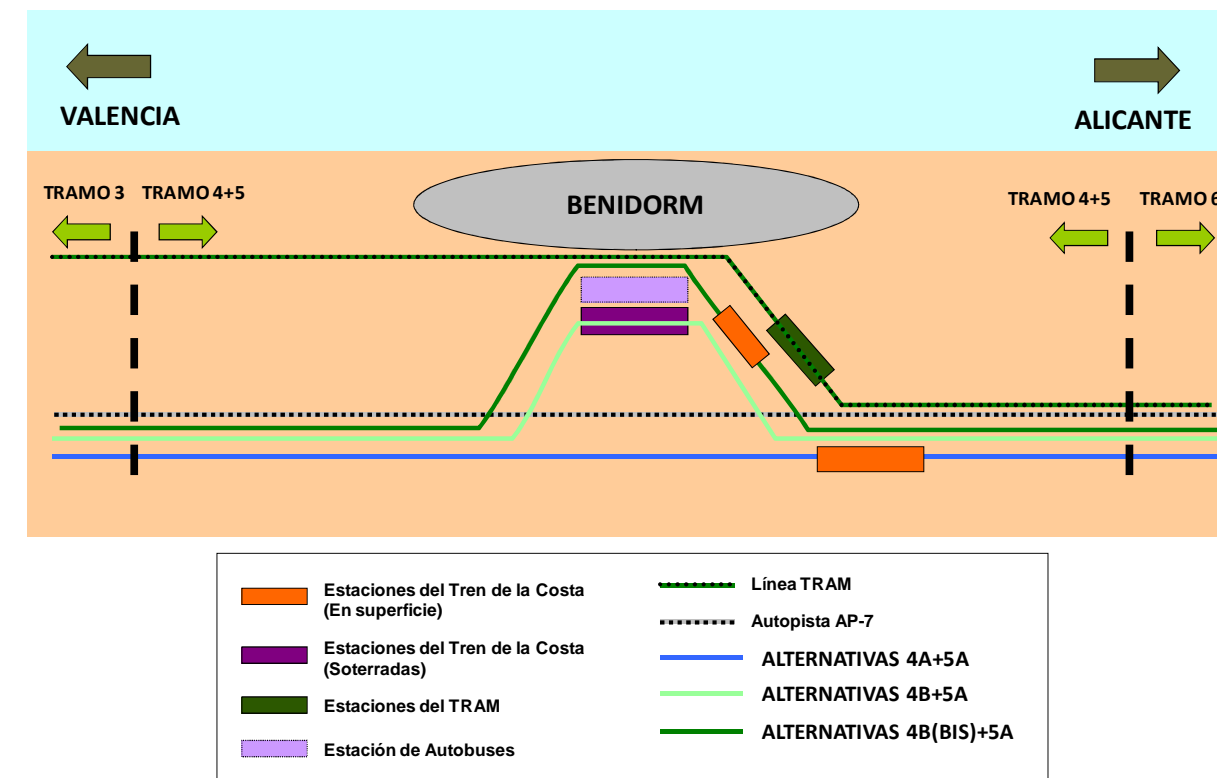 VALENCIA
ALICANTE
TRAMO 3
TRAMO 4+5
BENIDORM
TRAMO 4+5
TRAMO 6
Estaciones del Tren de la Costa
(En superficie)
Estaciones del Tren de la Costa
(Soterradas)
Estaciones del TRAM
Estación de Autobuses
Línea TRAM
Autopista AP-7
ALTERNATIVAS 4A+5A
ALTERNATIVAS 4B+5A
ALTERNATIVAS 4B(BIS)+5A